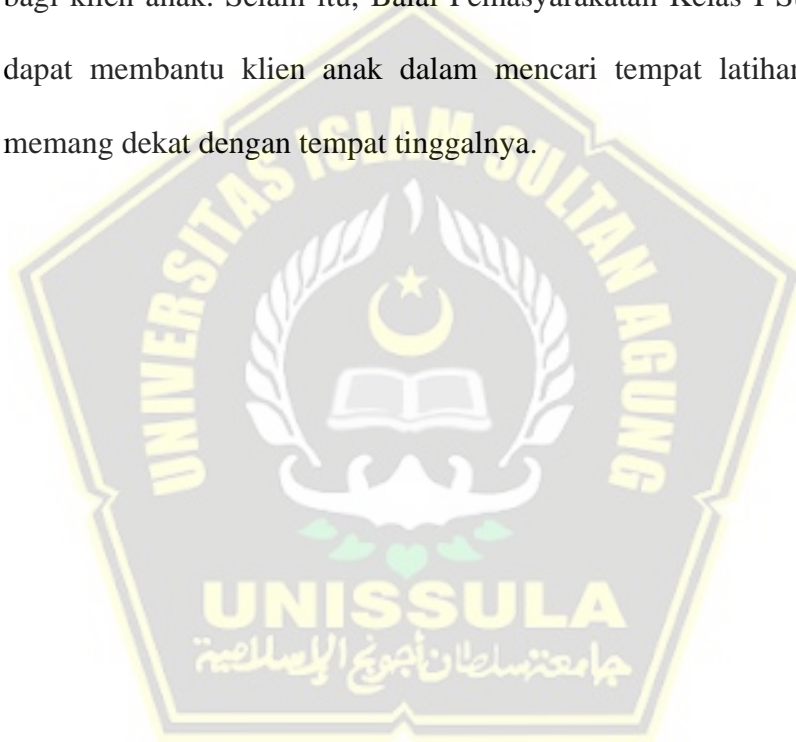 bagi klien anak. Selain itu, Balai Pemasyarakatan Kelas I
dapat membantu klien anak dalam mencari tempat latihan
memang dekat dengan tempat tinggalnya.
UNIVERSITAS ISLAM SULTAN AGUNG
UNISSULA
جامعة سلطان أجونج الإسلامية